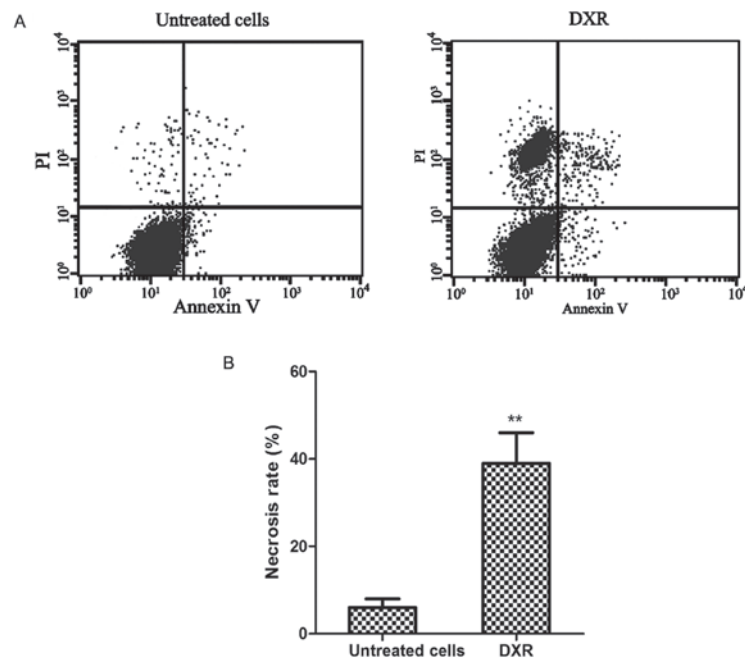 A
Untreated cells
DXR
PI
10⁴
10³
10²
10¹
10⁰
10⁰ 10¹ 10² 10³ 10⁴
Annexin V
PI
10⁴
10³
10²
10¹
10⁰
10⁰ 10¹ 10² 10³ 10⁴
Annexin V
B
Necrosis rate (%)
60
40
20
0
**
Untreated cells DXR